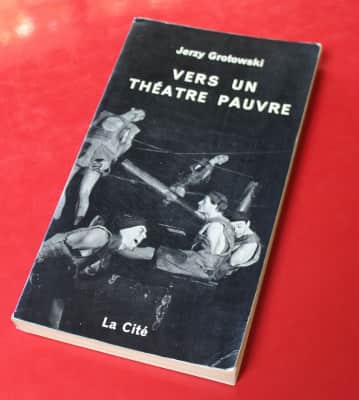 Jerzy Grotowski
VERS UN
THÉATRE PAUVRE
La Cité